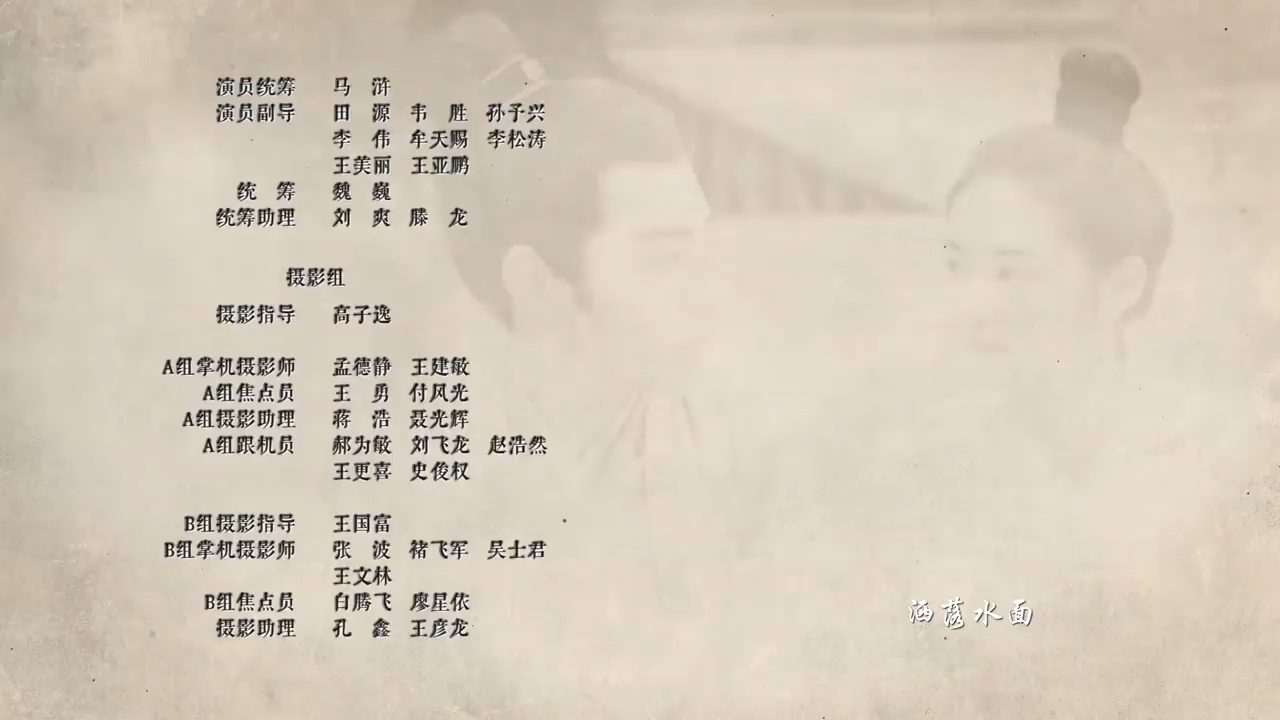 演员统筹 马 浒
演员副导 田 源 韦 胜 孙予兴
李 伟 牟天赐 李松涛
王美丽 王亚鹏
统 筹 魏 巍
统筹助理 刘 爽 滕 龙
摄影组
摄影指导 高子逸
A组掌机摄影师 孟德静 王建敏
A组焦点员 王 勇 付风光
A组摄影助理 蒋 浩 聂光辉
A组跟机员 郝为敏 刘飞龙 赵浩然
王更喜 史俊权
B组摄影指导 王国富
B组掌机摄影师 张 波 褚飞军 吴士君
王文林
B组焦点员 白腾飞 廖星依
摄影助理 孔 鑫 王彦龙
洒落水面